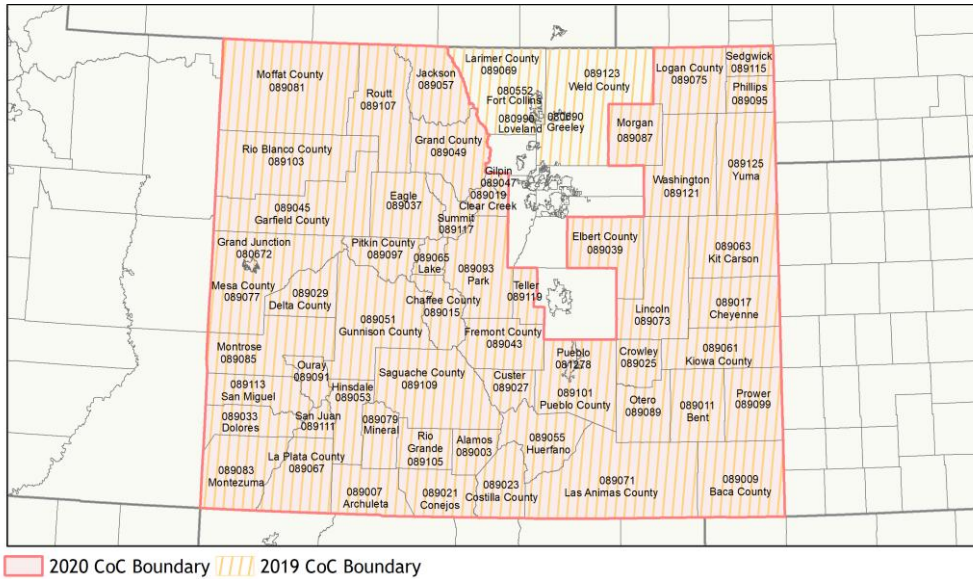 Moffat County
089081
Routt
089107
Jackson
089057
Larimer County
089069
080552
Fort Collins
080990
Loveland
089123
Weld County
080890
Greeley
Logan County
089075
Sedgwick
089115
Phillips
089095
Morgan
089087
Rio Blanco County
089103
Grand County
089049
Gilpin
089047
089019
Clear Creek
Washington
089121
089125
Yuma
089045
Garfield County
Eagle
089037
Summit
089117
Elbert County
089039
089063
Kit Carson
Grand Junction
080672
Mesa County
089077
Pitkin County
089097
089065
Lake
089093
Park
Teller
089119
089029
Delta County
089051
Gunnison County
Chaffee County
089015
Lincoln
089073
089017
Cheyenne
Fremont County
089043
Montrose
089085
Ouray
089091
Hinsdale
089053
Saguache County
089109
Custer
089027
Pueblo
081278
089101
Pueblo County
Crowley
089025
089061
Kiowa County
089113
San Miguel
Otero
089089
089011
Bent
Prower
089099
089033
Dolores
San Juan
089111
089079
Mineral
Rio
Grande
089105
Alamos
089003
089055
Huerfano
089083
Montezuma
La Plata County
089067
089007
Archuleta
089021
Conejos
089023
Costilla County
089071
Las Animas County
089009
Baca County
2020 CoC Boundary
2019 CoC Boundary